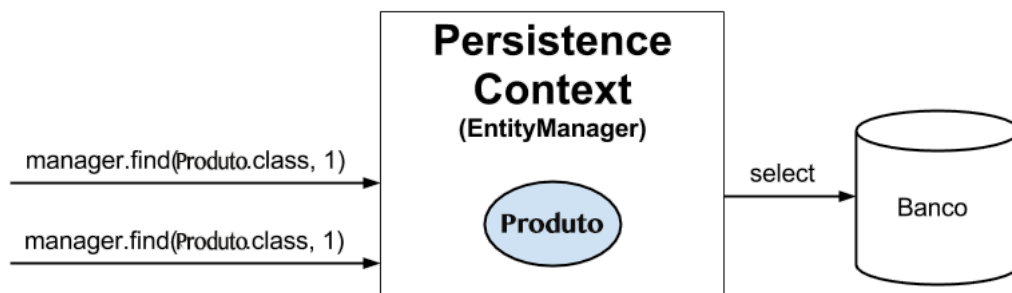 Persistence
Context
(EntityManager)
manager.find(Produto.class, 1)
select
Produto
Banco
manager.find(Produto.class, 1)